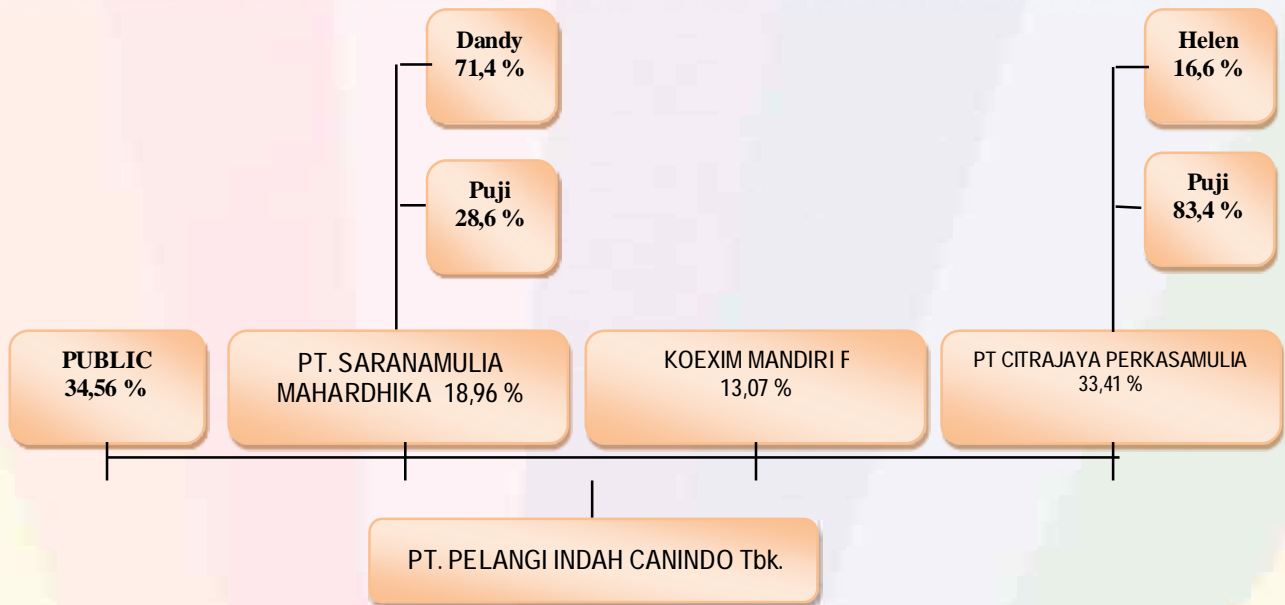 Dandy
71,4 %
Helen
16,6 %
Puji
28,6 %
Puji
83,4 %
PUBLIC
34,56 %
PT. SARANAMULIA
MAHARDHIKA 18,96 %
KOEXIM MANDIRI F
13,07 %
PT CITRAJAYA PERKASAMULIA
33,41 %
PT. PELANGI INDAH CANINDO Tbk.